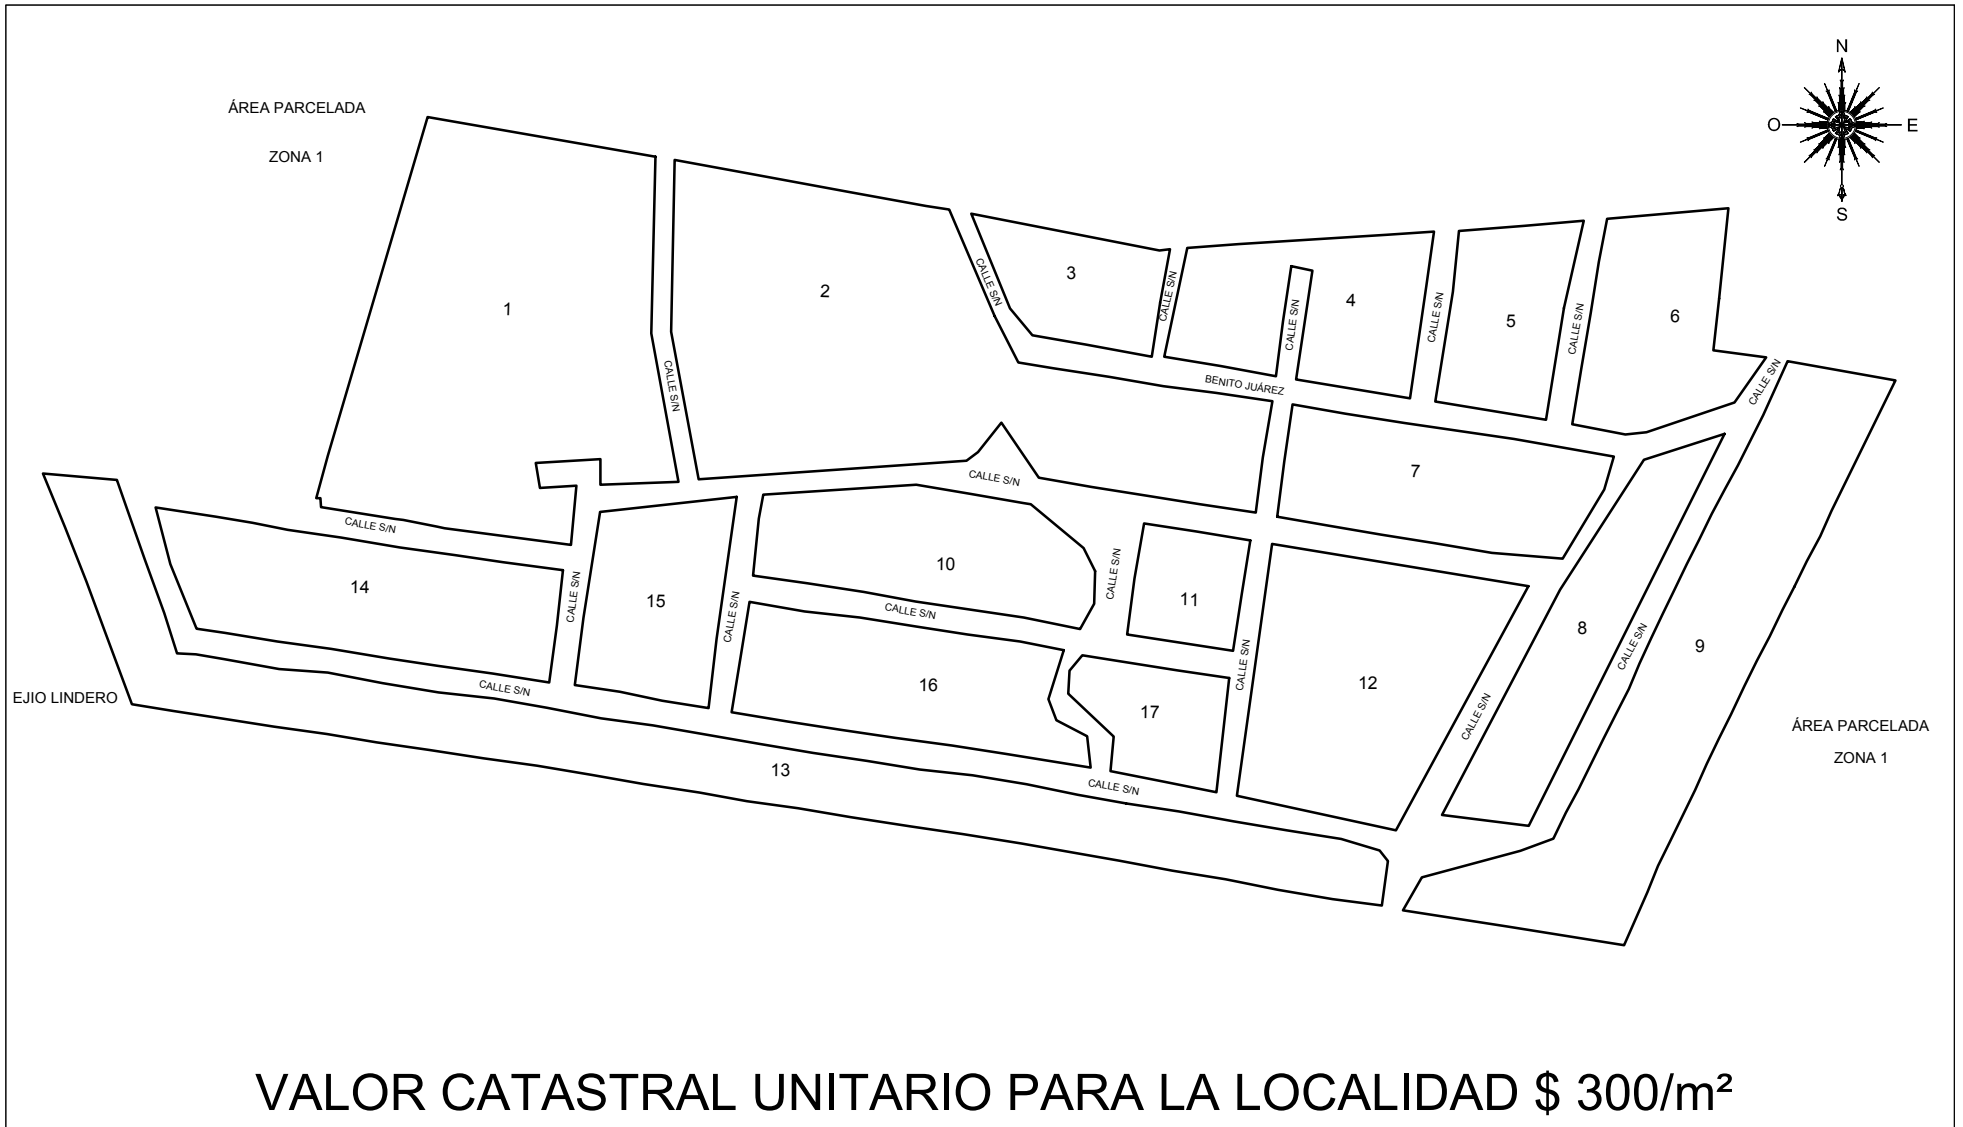 N
ÁREA PARCELADA
ZONA 1
O
E
S
3
CALLE S/N
CALLE S/N
2
1
4
CALLE S/N
CALLE S/N
5
CALLE S/N
6
CALLE S/N
BENITO JUÁREZ
CALLE S/N
7
CALLE S/N
CALLE S/N
10
CALLE S/N
14
CALLE S/N
15
CALLE S/N
CALLE S/N
11
8
CALLE S/N
9
EJIO LINDERO
CALLE S/N
16
17
CALLE S/N
12
CALLE S/N
ÁREA PARCELADA
ZONA 1
13
CALLE S/N
VALOR CATASTRAL UNITARIO PARA LA LOCALIDAD $ 300/m²